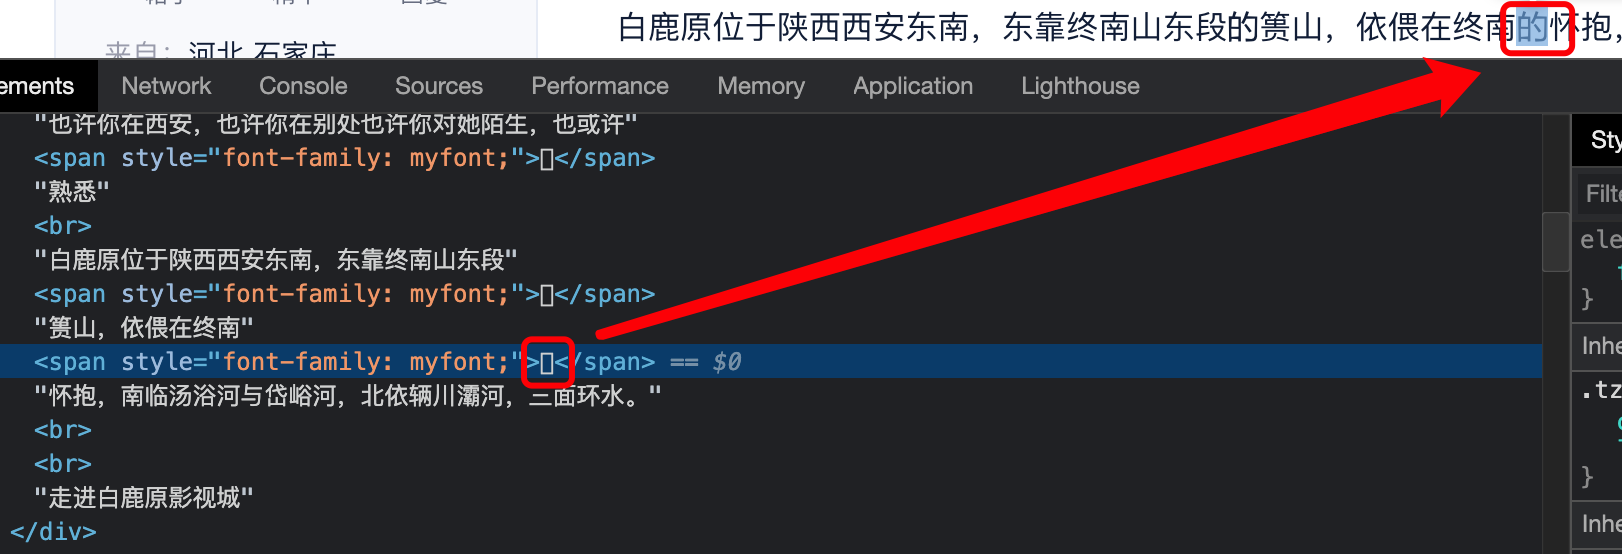 来自：河北 石家庄
白鹿原位于陕西西安东南，东靠终南山东段的篑山，依偎在终南的怀抱，
ements Network Console Sources Performance Memory Application Lighthouse
"也许你在西安，也许你在别处也许你对她陌生，也或许"
<span style="font-family: myfont;">▯</span>
"熟悉"
<br>
"白鹿原位于陕西西安东南，东靠终南山东段"
<span style="font-family: myfont;">▯</span>
"篑山，依偎在终南"
<span style="font-family: myfont;">▯</span> == $0
"怀抱，南临汤浴河与岱峪河，北依辆川灞河，三面环水。"
<br>
<br>
"走进白鹿原影视城"
</div>
Sty
Filte
ele
}
Inhe
.tz
}
Inhe